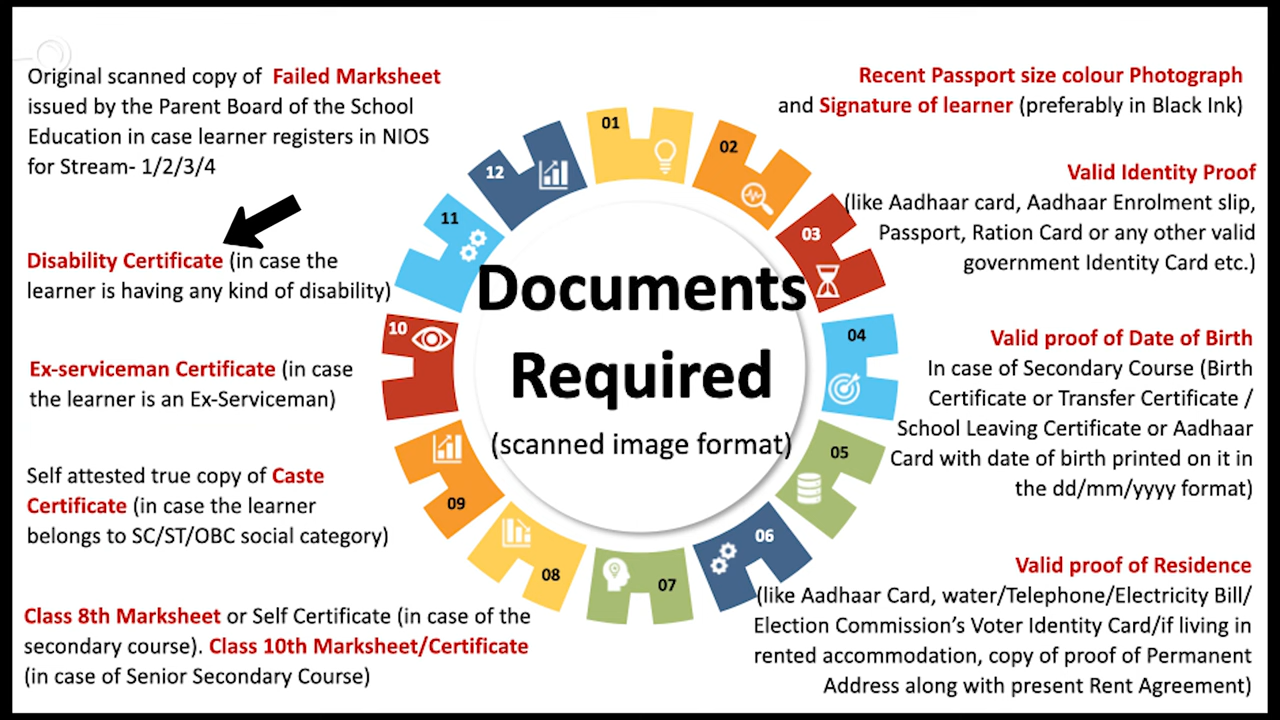 Original scanned copy of Failed Marksheet
issued by the Parent Board of the School
Education in case learner registers in NIOS
for Stream- 1/2/3/4
Disability Certificate (in case the
learner is having any kind of disability)
Ex-serviceman Certificate (in case
the learner is an Ex-Serviceman)
Self attested true copy of Caste
Certificate (in case the learner
belongs to SC/ST/OBC social category)
Class 8th Marksheet or Self Certificate (in case of the
secondary course). Class 10th Marksheet/Certificate
(in case of Senior Secondary Course)
01
02
03
04
05
06
07
08
09
10
11
12
Documents
Required
(scanned image format)
Recent Passport size colour Photograph
and Signature of learner (preferably in Black Ink)
Valid Identity Proof
(like Aadhaar card, Aadhaar Enrolment slip,
Passport, Ration Card or any other valid
government Identity Card etc.)
Valid proof of Date of Birth
In case of Secondary Course (Birth
Certificate or Transfer Certificate /
School Leaving Certificate or Aadhaar
Card with date of birth printed on it in
the dd/mm/yyyy format)
Valid proof of Residence
(like Aadhaar Card, water/Telephone/Electricity Bill/
Election Commission's Voter Identity Card/if living in
rented accommodation, copy of proof of Permanent
Address along with present Rent Agreement)